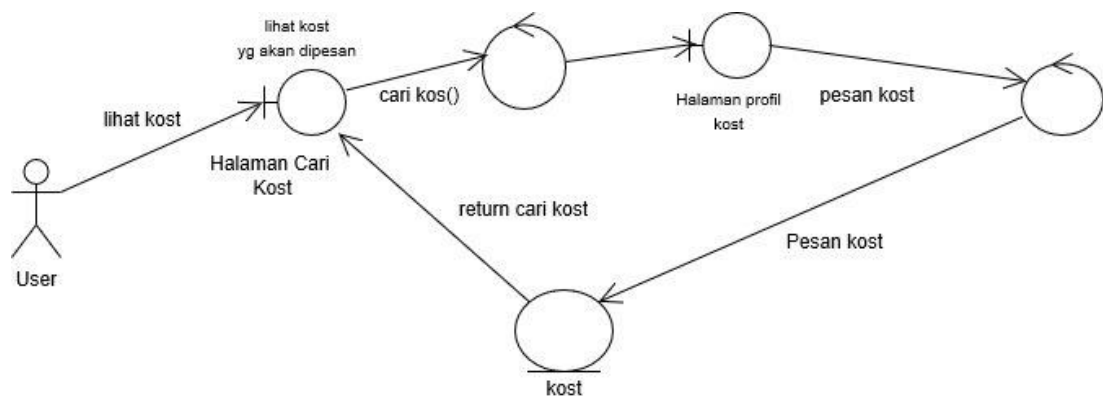 lihat kost
yg akan dipesan
lihat kost
Halaman Cari
Kost
User
cari kos()
Halaman profil
kost
pesan kost
Pesan kost
return cari kost
kost